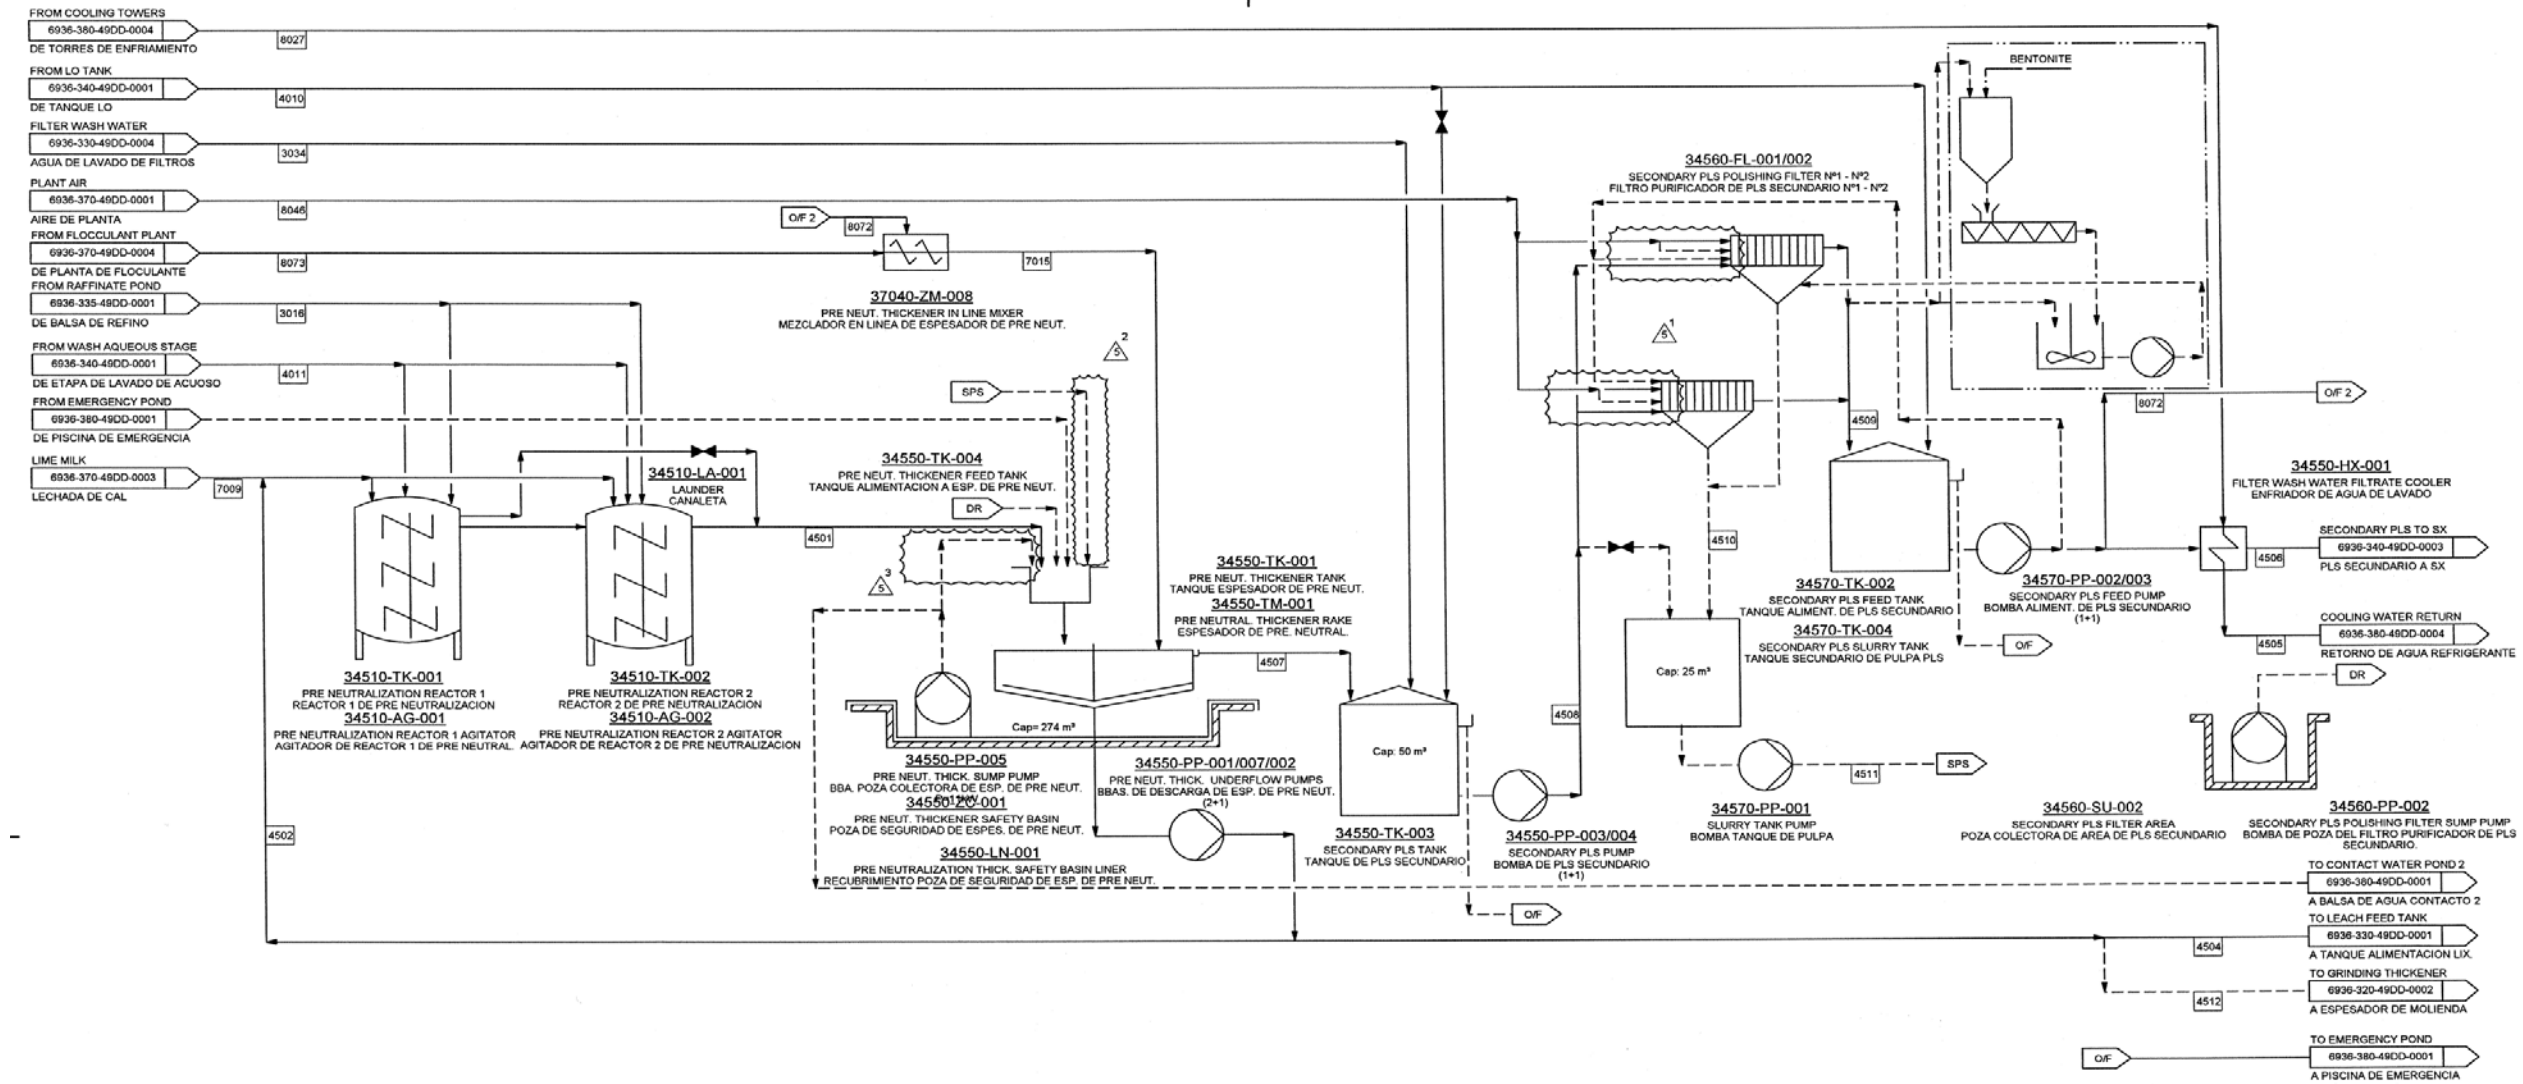 FROM COOLING TOWERS
6936-380-49DD-0004
DE TORRES DE ENFRIAMIENTO
8027
FROM LO TANK
6936-340-49DD-0001
DE TANQUE LO
4010
FILTER WASH WATER
6936-330-49DD-0004
AGUA DE LAVADO DE FILTROS
3034
PLANT AIR
6936-370-49DD-0001
AIRE DE PLANTA
8046
FROM FLOCCULANT PLANT
6936-370-49DD-0004
DE PLANTA DE FLOCULANTE
8073
FROM RAFFINATE POND
6936-335-49DD-0001
DE BALSA DE REFINO
3016
FROM WASH AQUEOUS STAGE
6936-340-49DD-0001
DE ETAPA DE LAVADO DE ACUOSO
4011
FROM EMERGENCY POND
6936-380-49DD-0001
DE PISCINA DE EMERGENCIA
LIME MILK
6936-370-49DD-0003
LECHADA DE CAL
7009
O/F 2
8072
7015
37040-ZM-008
PRE NEUT. THICKENER IN LINE MIXER
MEZCLADOR EN LINEA DE ESPESADOR DE PRE NEUT.
2
5
SPS
34510-LA-001
LAUNDER
CANALETA
34550-TK-004
PRE NEUT. THICKENER FEED TANK
TANQUE ALIMENTACION A ESP. DE PRE NEUT.
DR
4501
3
5
34510-TK-001
PRE NEUTRALIZATION REACTOR 1
REACTOR 1 DE PRE NEUTRALIZACION
34510-AG-001
PRE NEUTRALIZATION REACTOR 1 AGITATOR
AGITADOR DE REACTOR 1 DE PRE NEUTRAL.
34510-TK-002
PRE NEUTRALIZATION REACTOR 2
REACTOR 2 DE PRE NEUTRALIZACION
34510-AG-002
PRE NEUTRALIZATION REACTOR 2 AGITATOR
AGITADOR DE REACTOR 2 DE PRE NEUTRALIZACION
4502
34550-TK-001
PRE NEUT. THICKENER TANK
TANQUE ESPESADOR DE PRE NEUT.
34550-TM-001
PRE NEUTRAL. THICKENER RAKE
ESPESADOR DE PRE. NEUTRAL.
4507
Cap= 274 m³
34550-PP-005
PRE NEUT. THICK. SUMP PUMP
BBA. POZA COLECTORA DE ESP. DE PRE NEUT.
34550-ZC-001
PRE NEUT. THICKENER SAFETY BASIN
POZA DE SEGURIDAD DE ESPES. DE PRE NEUT.
34550-LN-001
PRE NEUTRALIZATION THICK. SAFETY BASIN LINER
RECUBRIMIENTO POZA DE SEGURIDAD DE ESP. DE PRE NEUT.
34550-PP-001/007/002
PRE NEUT. THICK. UNDERFLOW PUMPS
BBAS. DE DESCARGA DE ESP. DE PRE NEUT.
(2+1)
Cap: 50 m³
34550-TK-003
SECONDARY PLS TANK
TANQUE DE PLS SECUNDARIO
O/F
34550-PP-003/004
SECONDARY PLS PUMP
BOMBA DE PLS SECUNDARIO
(1+1)
4508
34560-FL-001/002
SECONDARY PLS POLISHING FILTER Nº1 - Nº2
FILTRO PURIFICADOR DE PLS SECUNDARIO Nº1 - Nº2
1
5
4509
4510
Cap: 25 m³
34570-TK-002
SECONDARY PLS FEED TANK
TANQUE ALIMENT. DE PLS SECUNDARIO
34570-TK-004
SECONDARY PLS SLURRY TANK
TANQUE SECUNDARIO DE PULPA PLS
34570-PP-001
SLURRY TANK PUMP
BOMBA TANQUE DE PULPA
4511
SPS
34570-PP-002/003
SECONDARY PLS FEED PUMP
BOMBA ALIMENT. DE PLS SECUNDARIO
(1+1)
O/F
BENTONITE
8072
O/F 2
34550-HX-001
FILTER WASH WATER FILTRATE COOLER
ENFRIADOR DE AGUA DE LAVADO
SECONDARY PLS TO SX
6936-340-49DD-0003
PLS SECUNDARIO A SX
4506
COOLING WATER RETURN
6936-380-49DD-0004
RETORNO DE AGUA REFRIGERANTE
4505
DR
34560-SU-002
SECONDARY PLS FILTER AREA
POZA COLECTORA DE AREA DE PLS SECUNDARIO
34560-PP-002
SECONDARY PLS POLISHING FILTER SUMP PUMP
BOMBA DE POZA DEL FILTRO PURIFICADOR DE PLS
SECUNDARIO.
TO CONTACT WATER POND 2
6936-380-49DD-0001
A BALSA DE AGUA CONTACTO 2
TO LEACH FEED TANK
6936-330-49DD-0001
A TANQUE ALIMENTACION LIX.
4504
TO GRINDING THICKENER
6936-320-49DD-0002
A ESPESADOR DE MOLIENDA
4512
TO EMERGENCY POND
O/F
6936-380-49DD-0001
A PISCINA DE EMERGENCIA